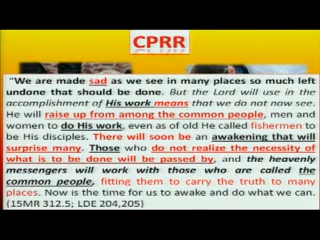 CPRR
"We are made sad as we see in many places so much left
undone that should be done. But the Lord will use in the
accomplishment of His work means that we do not now see.
He will raise up from among the common people, men and
women to do His work, even as of old He called fishermen to
be His disciples. There will soon be an awakening that will
surprise many. Those who do not realize the necessity of
what is to be done will be passed by, and the heavenly
messengers will work with those who are called the
common people, fitting them to carry the truth to many
places. Now is the time for us to awake and do what we can.
{15MR 312.5; LDE 204,205}